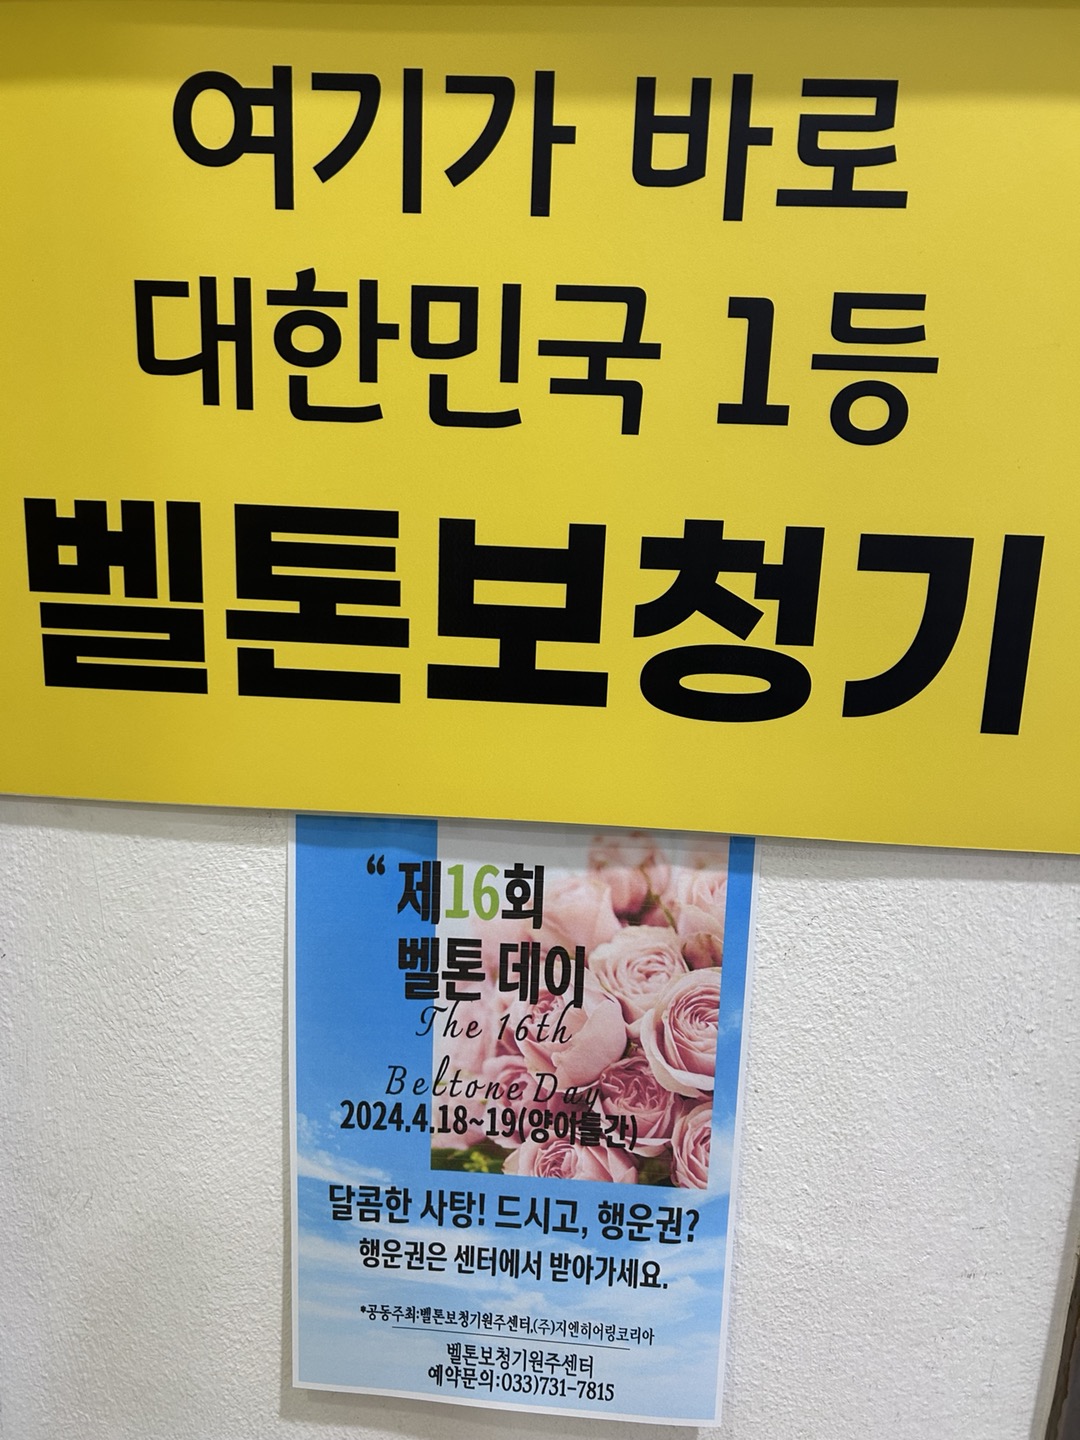 여기가 바로
대한민국 1등
벨톤보청기
“ 제16회
벨톤 데이
The 16th
Beltone Day
2024.4.18~19(양이틀간)
달콤한 사탕! 드시고, 행운권?
행운권은 센터에서 받아가세요.
*공동주최:벨톤보청기원주센터,(주)지엔히어링코리아
벨톤보청기원주센터
예약문의:033)731-7815